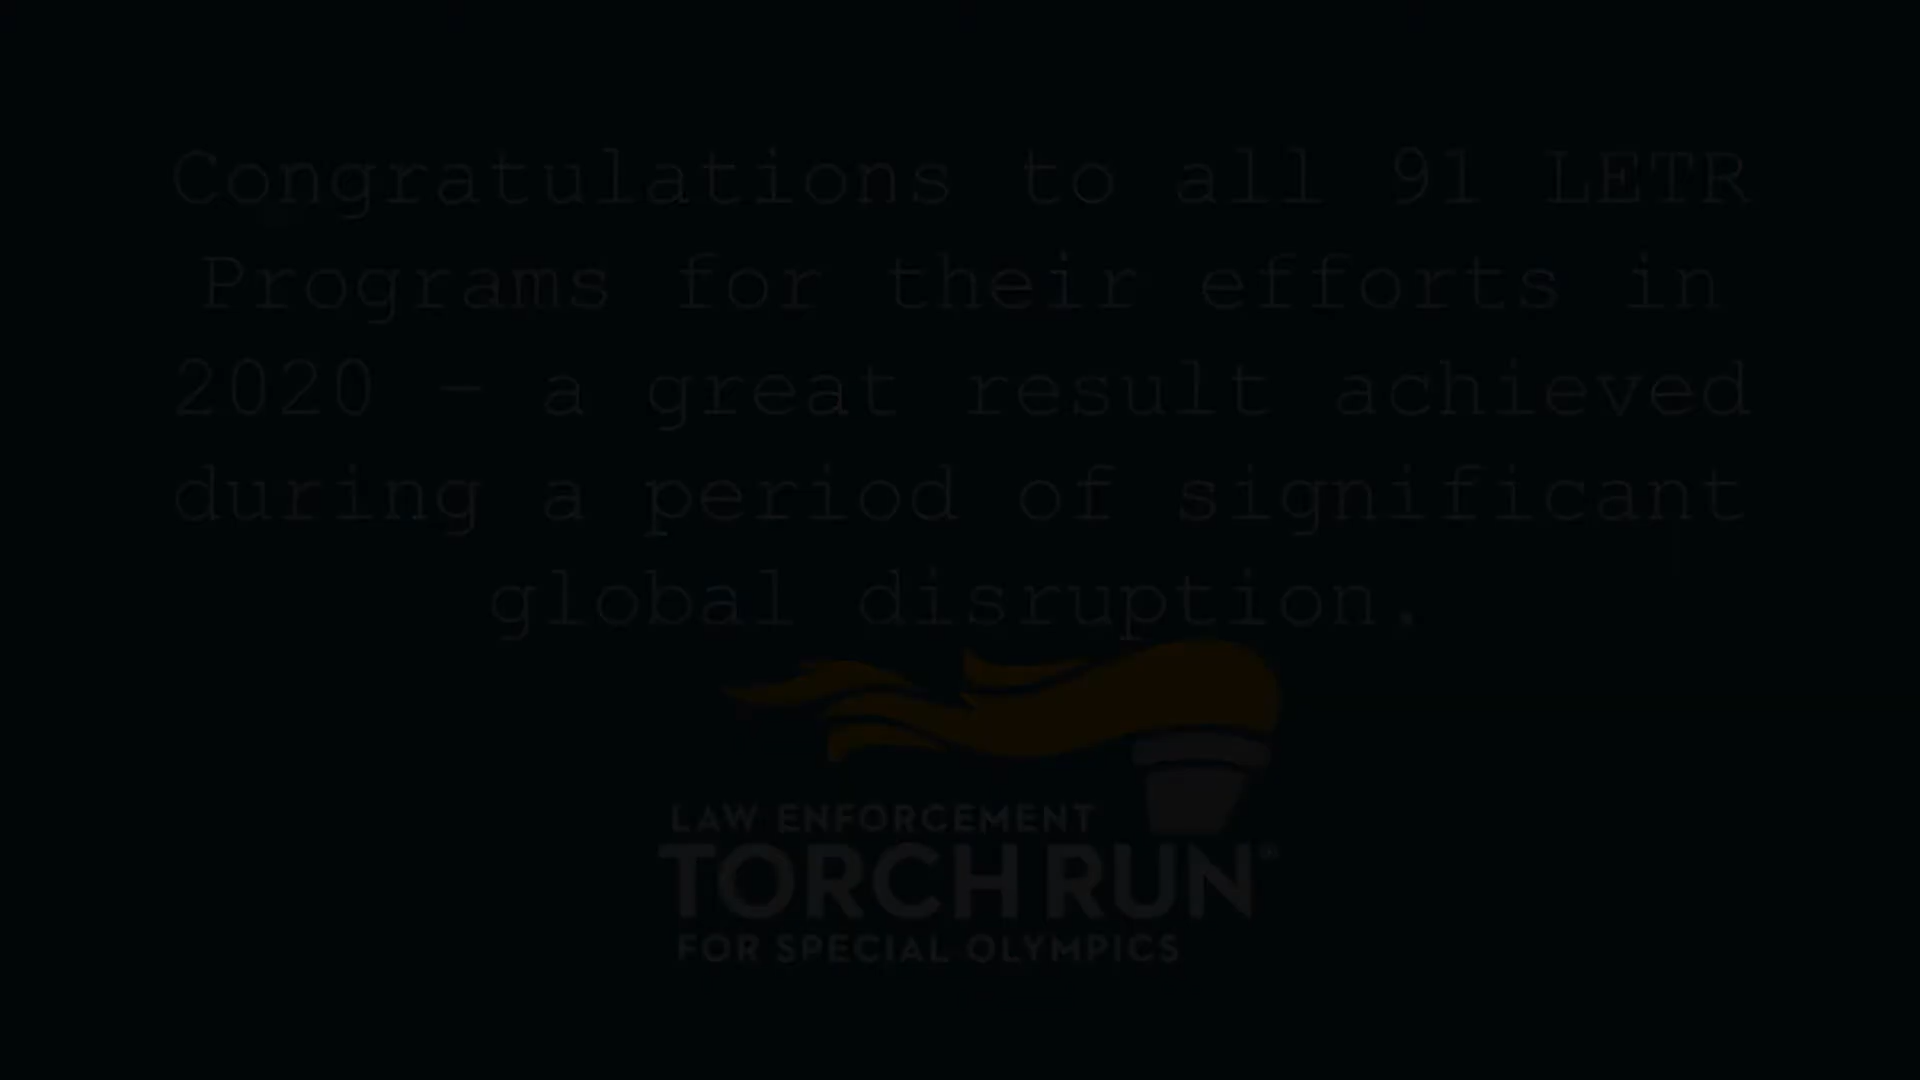 Congratulations to all 91 LETR
Programs for their efforts in
2020 - a great result achieved
during a period of significant
global disruption.
LAW ENFORCEMENT
TORCH RUN®
FOR SPECIAL OLYMPICS